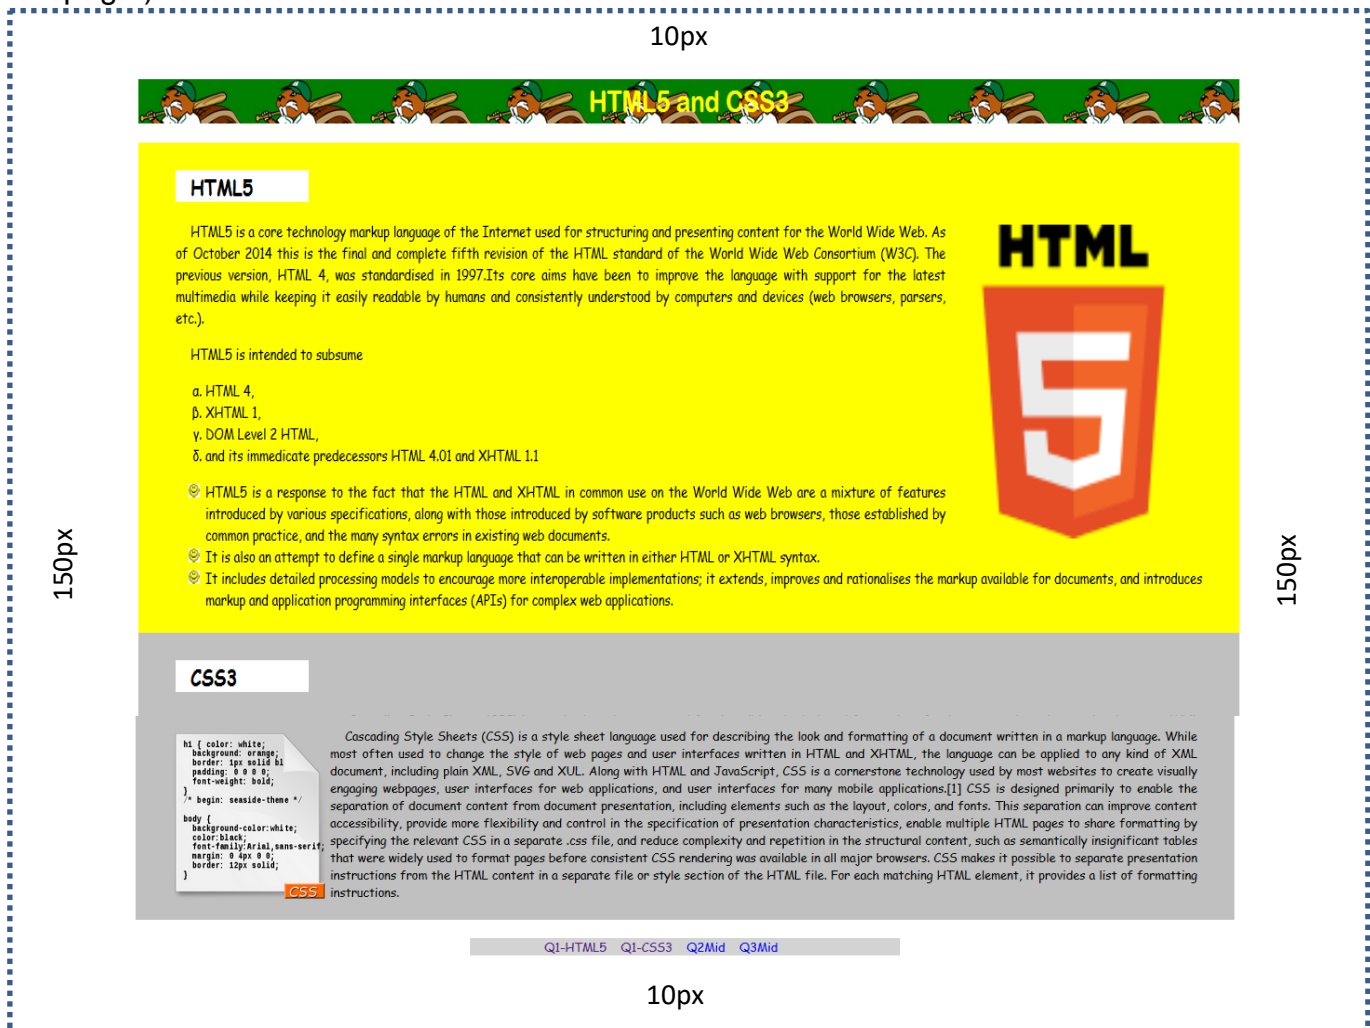 10px
HTML5 and CSS3
HTML5
HTML5 is a core technology markup language of the Internet used for structuring and presenting content for the World Wide Web. As
of October 2014 this is the final and complete fifth revision of the HTML standard of the World Wide Web Consortium (W3C). The
previous version, HTML 4, was standardised in 1997.Its core aims have been to improve the language with support for the latest
multimedia while keeping it easily readable by humans and consistently understood by computers and devices (web browsers, parsers,
etc.).
HTML
5
HTML5 is intended to subsume
α. HTML 4,
β. XHTML 1,
γ. DOM Level 2 HTML,
δ. and its immedicate predecessors HTML 4.01 and XHTML 1.1
HTML5 is a response to the fact that the HTML and XHTML in common use on the World Wide Web are a mixture of features
introduced by various specifications, along with those introduced by software products such as web browsers, those established by
common practice, and the many syntax errors in existing web documents.
It is also an attempt to define a single markup language that can be written in either HTML or XHTML syntax.
It includes detailed processing models to encourage more interoperable implementations; it extends, improves and rationalises the markup available for documents, and introduces
markup and application programming interfaces (APIs) for complex web applications.
150px
150px
CSS3
h1 { color: white;
background: orange;
border: 1px solid bl
padding: 0 0 0 0;
font-weight: bold;
}
/* begin: seaside-theme */
body {
background-color:white;
color:black;
font-family:Arial,sans-serif;
margin: 0 4px 0 0;
border: 12px solid;
}
CSS
Cascading Style Sheets (CSS) is a style sheet language used for describing the look and formatting of a document written in a markup language. While
most often used to change the style of web pages and user interfaces written in HTML and XHTML, the language can be applied to any kind of XML
document, including plain XML, SVG and XUL. Along with HTML and JavaScript, CSS is a cornerstone technology used by most websites to create visually
engaging webpages, user interfaces for web applications, and user interfaces for many mobile applications.[1] CSS is designed primarily to enable the
separation of document content from document presentation, including elements such as the layout, colors, and fonts. This separation can improve content
accessibility, provide more flexibility and control in the specification of presentation characteristics, enable multiple HTML pages to share formatting by
specifying the relevant CSS in a separate .css file, and reduce complexity and repetition in the structural content, such as semantically insignificant tables
that were widely used to format pages before consistent CSS rendering was available in all major browsers. CSS makes it possible to separate presentation
instructions from the HTML content in a separate file or style section of the HTML file. For each matching HTML element, it provides a list of formatting
instructions.
Q1-HTML5 Q1-CSS3 Q2Mid Q3Mid
10px